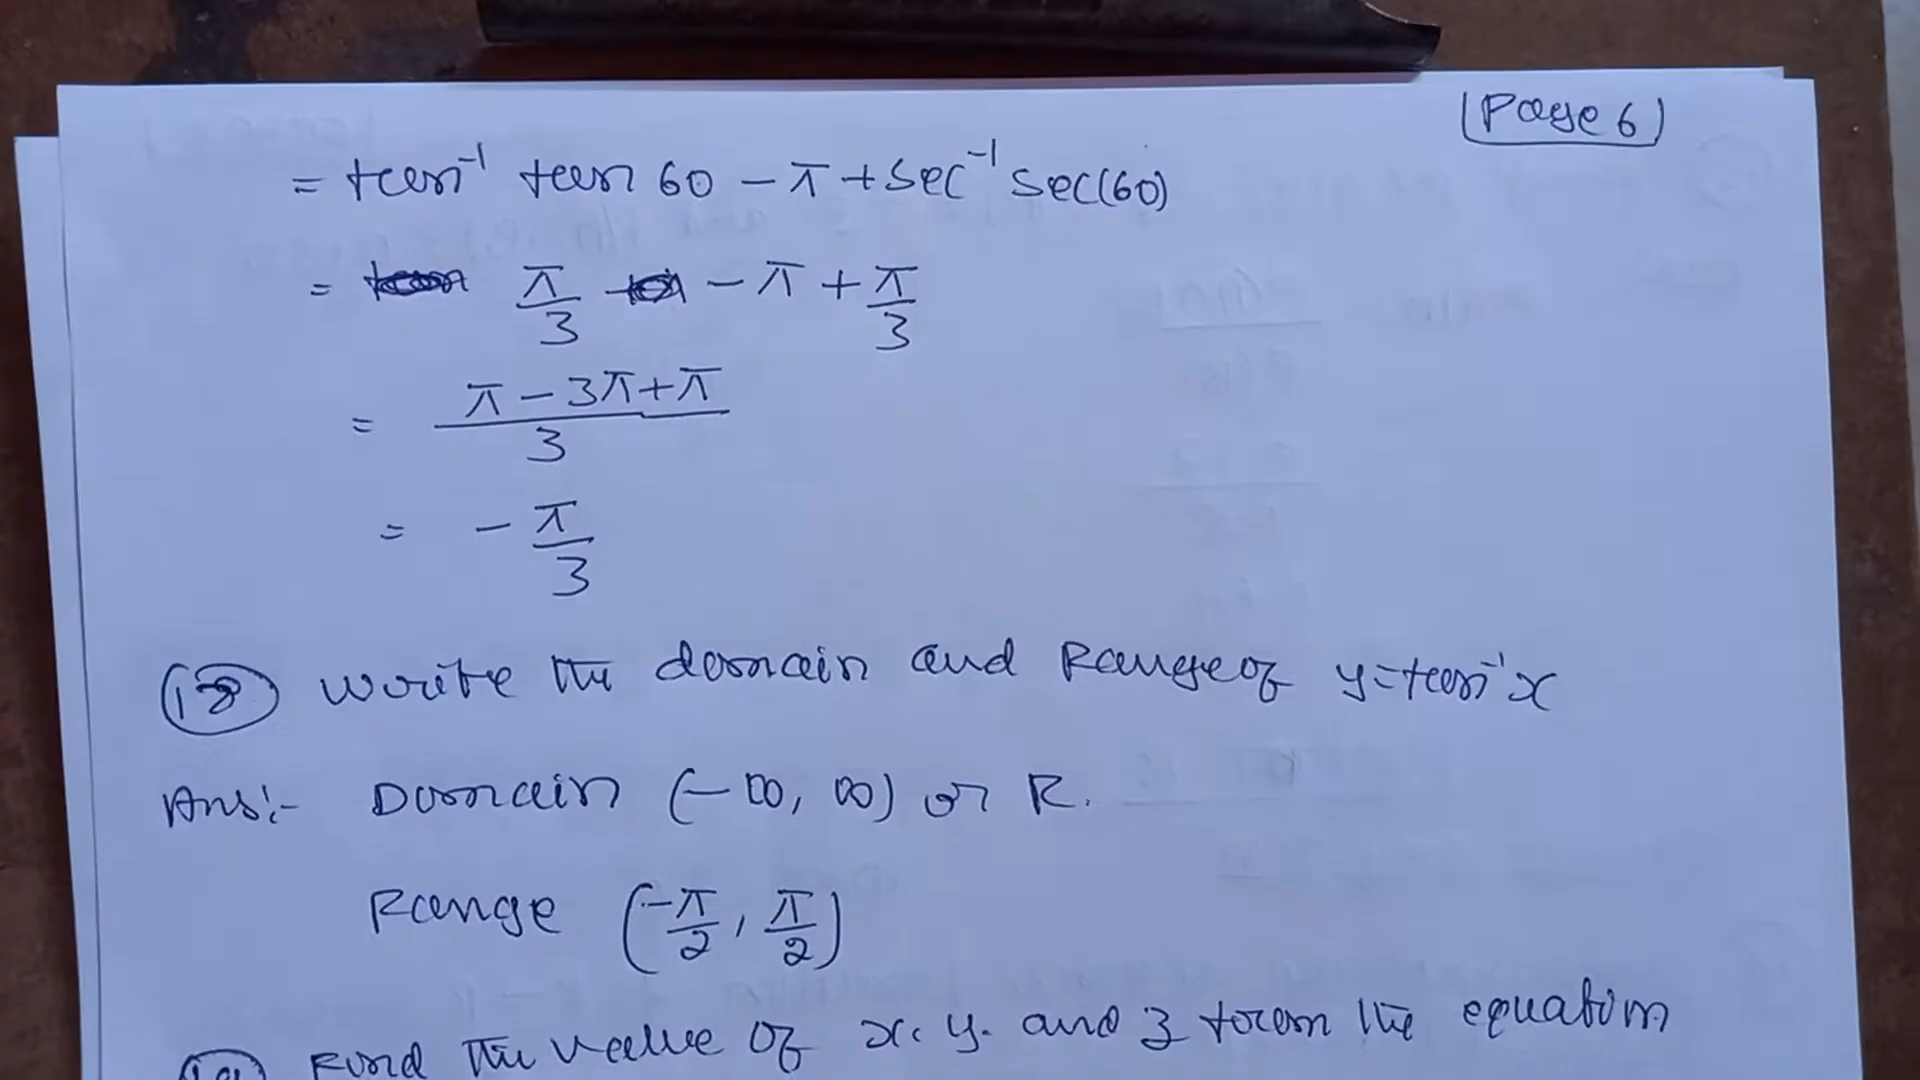 Page 6
= tan⁻¹ tan 60 - π + sec⁻¹ sec(60)
= π/3 - π + π/3
= (π - 3π + π)/3
= - π/3
(18) write the domain and Range of y = tan⁻¹x
Ans:- Domain (-∞, ∞) or R.
Range (-π/2, π/2)
Find the value of x. y. and z from the equation